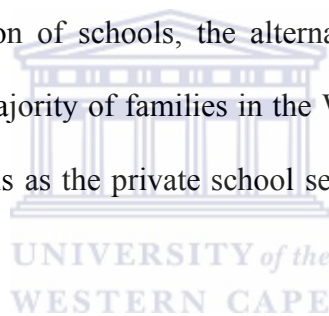 on of schools, the alterna
ajority of families in the W
s as the private school se
UNIVERSITY of the
WESTERN CAPE